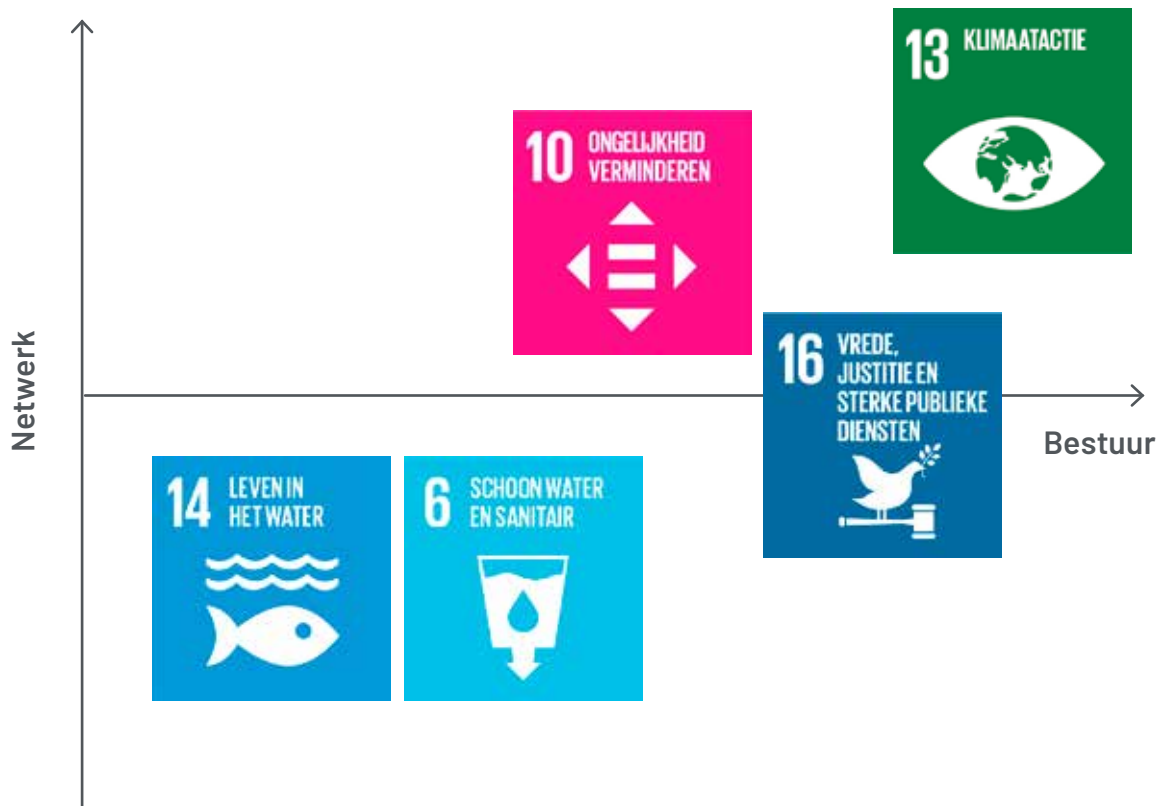 13 KLIMAATACTIE
10 ONGELIJKHEID
VERMINDEREN
Netwerk
16 VREDE,
JUSTITIE EN
STERKE PUBLIEKE
DIENSTEN
Bestuur
14 LEVEN IN
HET WATER
6 SCHOON WATER
EN SANITAIR